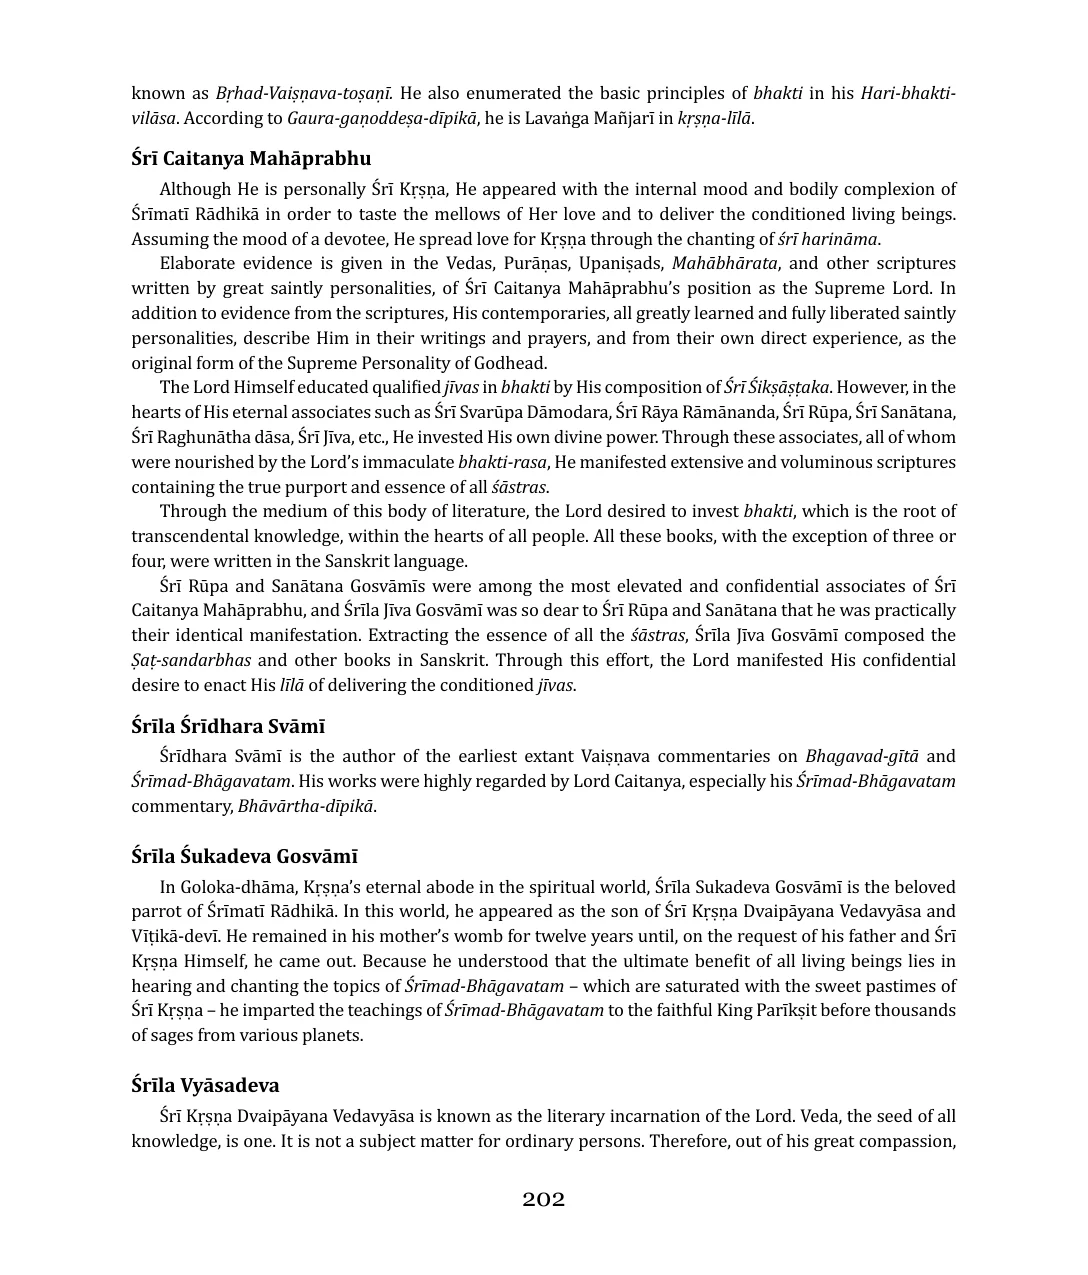 known as Bṛhad-Vaiṣṇava-toṣaṇī. He also enumerated the basic principles of bhakti in his Hari-bhakti-
vilāsa. According to Gaura-gaṇoddeṣa-dīpikā, he is Lavaṅga Mañjarī in kṛṣṇa-līlā.
Śrī Caitanya Mahāprabhu
Although He is personally Śrī Kṛṣṇa, He appeared with the internal mood and bodily complexion of
Śrīmatī Rādhikā in order to taste the mellows of Her love and to deliver the conditioned living beings.
Assuming the mood of a devotee, He spread love for Kṛṣṇa through the chanting of śrī harināma.
Elaborate evidence is given in the Vedas, Purāṇas, Upaniṣads, Mahābhārata, and other scriptures
written by great saintly personalities, of Śrī Caitanya Mahāprabhu’s position as the Supreme Lord. In
addition to evidence from the scriptures, His contemporaries, all greatly learned and fully liberated saintly
personalities, describe Him in their writings and prayers, and from their own direct experience, as the
original form of the Supreme Personality of Godhead.
The Lord Himself educated qualified jīvas in bhakti by His composition of Śrī Śikṣāṣṭaka. However, in the
hearts of His eternal associates such as Śrī Svarūpa Dāmodara, Śrī Rāya Rāmānanda, Śrī Rūpa, Śrī Sanātana,
Śrī Raghunātha dāsa, Śrī Jīva, etc., He invested His own divine power. Through these associates, all of whom
were nourished by the Lord’s immaculate bhakti-rasa, He manifested extensive and voluminous scriptures
containing the true purport and essence of all śāstras.
Through the medium of this body of literature, the Lord desired to invest bhakti, which is the root of
transcendental knowledge, within the hearts of all people. All these books, with the exception of three or
four, were written in the Sanskrit language.
Śrī Rūpa and Sanātana Gosvāmīs were among the most elevated and confidential associates of Śrī
Caitanya Mahāprabhu, and Śrīla Jīva Gosvāmī was so dear to Śrī Rūpa and Sanātana that he was practically
their identical manifestation. Extracting the essence of all the śāstras, Śrīla Jīva Gosvāmī composed the
Ṣaṭ-sandarbhas and other books in Sanskrit. Through this effort, the Lord manifested His confidential
desire to enact His līlā of delivering the conditioned jīvas.
Śrīla Śrīdhara Svāmī
Śrīdhara Svāmī is the author of the earliest extant Vaiṣṇava commentaries on Bhagavad-gītā and
Śrīmad-Bhāgavatam. His works were highly regarded by Lord Caitanya, especially his Śrīmad-Bhāgavatam
commentary, Bhāvārtha-dīpikā.
Śrīla Śukadeva Gosvāmī
In Goloka-dhāma, Kṛṣṇa’s eternal abode in the spiritual world, Śrīla Sukadeva Gosvāmī is the beloved
parrot of Śrīmatī Rādhikā. In this world, he appeared as the son of Śrī Kṛṣṇa Dvaipāyana Vedavyāsa and
Vīṭikā-devī. He remained in his mother’s womb for twelve years until, on the request of his father and Śrī
Kṛṣṇa Himself, he came out. Because he understood that the ultimate benefit of all living beings lies in
hearing and chanting the topics of Śrīmad-Bhāgavatam – which are saturated with the sweet pastimes of
Śrī Kṛṣṇa – he imparted the teachings of Śrīmad-Bhāgavatam to the faithful King Parīkṣit before thousands
of sages from various planets.
Śrīla Vyāsadeva
Śrī Kṛṣṇa Dvaipāyana Vedavyāsa is known as the literary incarnation of the Lord. Veda, the seed of all
knowledge, is one. It is not a subject matter for ordinary persons. Therefore, out of his great compassion,
202